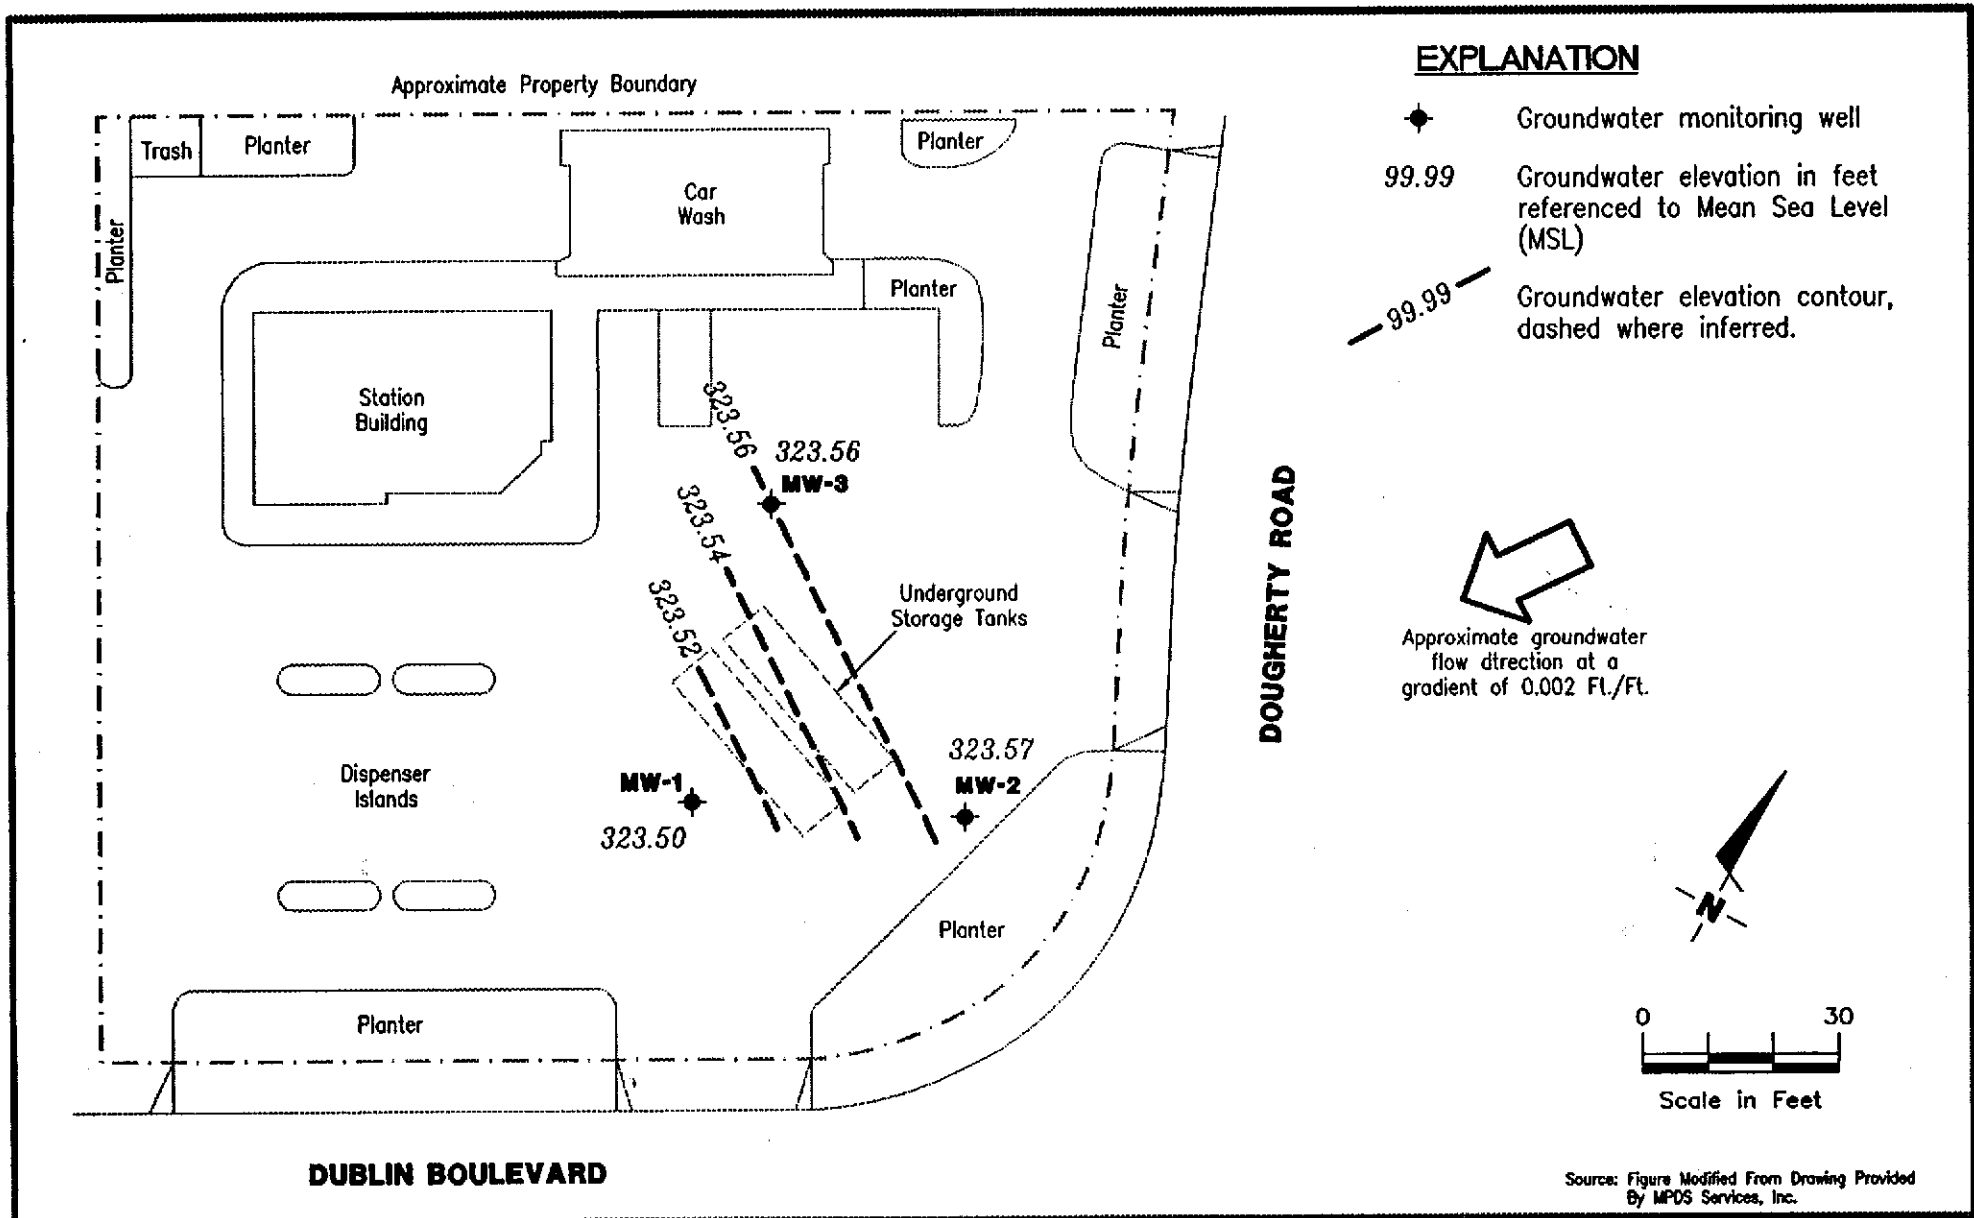 Approximate Property Boundary
Trash
Planter
Planter
Planter
Car
Wash
Planter
Planter
Station
Building
323.56
323.56
MW-3
323.54
323.52
Underground
Storage Tanks
Planter
DOUGHERTY ROAD
Dispenser
Islands
MW-1
323.50
323.57
MW-2
Planter
Planter
DUBLIN BOULEVARD
EXPLANATION
Groundwater monitoring well
99.99
Groundwater elevation in feet
referenced to Mean Sea Level
(MSL)
99.99
Groundwater elevation contour,
dashed where inferred.
Approximate groundwater
flow dtrection at a
gradient of 0.002 Ft./Ft.
N
0 30
Scale in Feet
Source: Figure Modified From Drawing Provided
By MPDS Services, Inc.